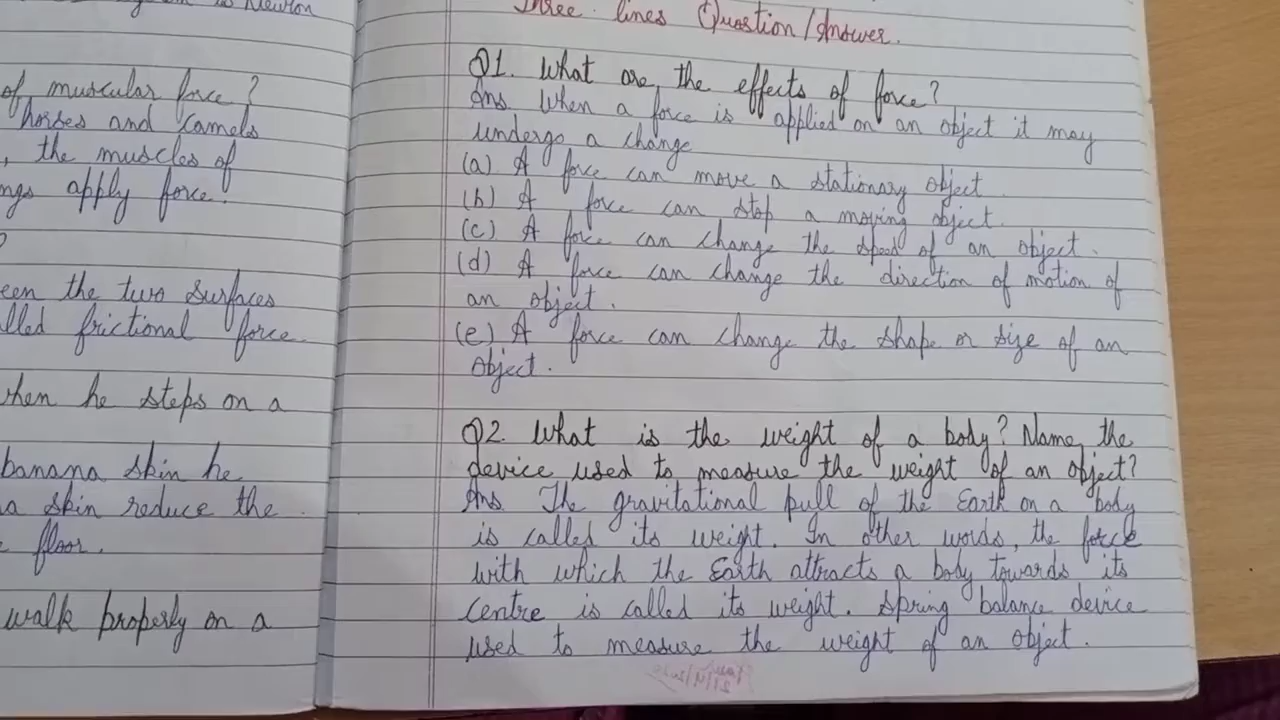 is Newton
of muscular force?
horses and camels
, the muscles of
ngs apply force.
?
een the two surfaces
lled frictional force.
when he steps on a
banana skin he
a skin reduce the
floor.
walk properly on a
Three lines Question/Answer.
Q1. What are the effects of force?
Ans When a force is applied on an object it may
undergo a change
(a) A force can move a stationary object
(b) A force can stop a moving object.
(c) A force can change the speed of an object.
(d) A force can change the direction of motion of
an object.
(e) A force can change the shape or size of an
object.
Q2. What is the weight of a body? Name the
device used to measure the weight of an object?
Ans. The gravitational pull of the Earth on a body
is called its weight. In other words, the force
with which the Earth attracts a body towards its
centre is called its weight. Spring balance device
used to measure the weight of an object.